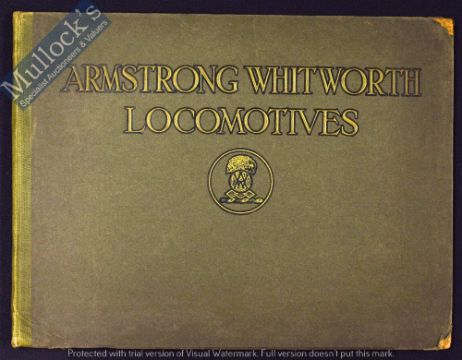 Mullock's
Specialist Auctioneers & Valuers
ARMSTRONG WHITWORTH
LOCOMOTIVES
Protected with trial version of Visual Watermark. Full version doesn't put this mark.